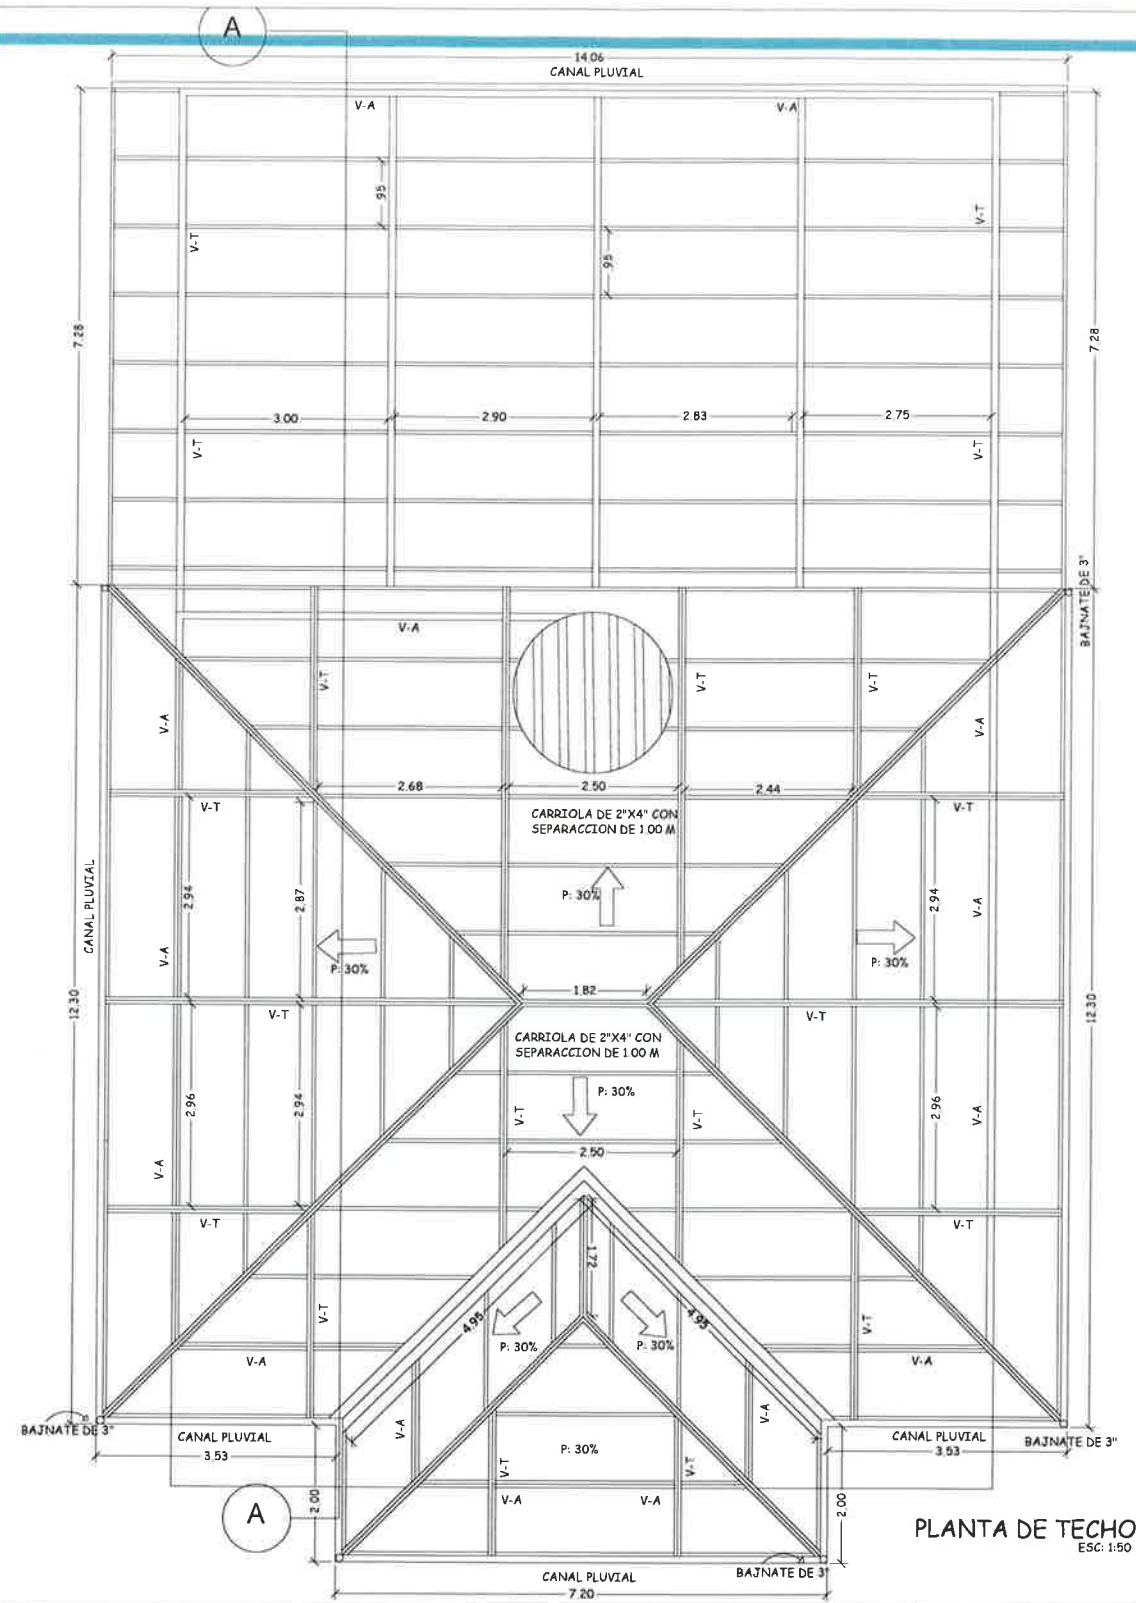 A
14.06
CANAL PLUVIAL
V-A
V-A
.95
V-T
V-T
.95
7.28
7.28
3.00
2.90
2.83
2.75
V-T
V-T
BAJNATE DE 3"
V-A
V-T
V-T
V-T
V-A
V-A
2.68
2.50
2.44
V-T
V-T
CARRIOLA DE 2"X4" CON
SEPARACCION DE 1.00 M
CANAL PLUVIAL
2.94
2.87
2.94
P: 30%
V-A
V-A
P: 30%
P: 30%
1.82
12.30
12.30
V-T
V-T
CARRIOLA DE 2"X4" CON
SEPARACCION DE 1.00 M
P: 30%
2.96
2.94
V-T
V-T
2.96
V-A
V-A
2.50
V-T
V-T
1.72
V-T
4.95
4.95
V-T
P: 30%
P: 30%
V-A
V-A
V-A
V-A
BAJNATE DE 3"
CANAL PLUVIAL
3.53
P: 30%
CANAL PLUVIAL
3.53
BAJNATE DE 3"
V-T
V-T
V-A
V-A
2.00
2.00
A
PLANTA DE TECHO
ESC: 1:50
CANAL PLUVIAL
BAJNATE DE 3"
7.20